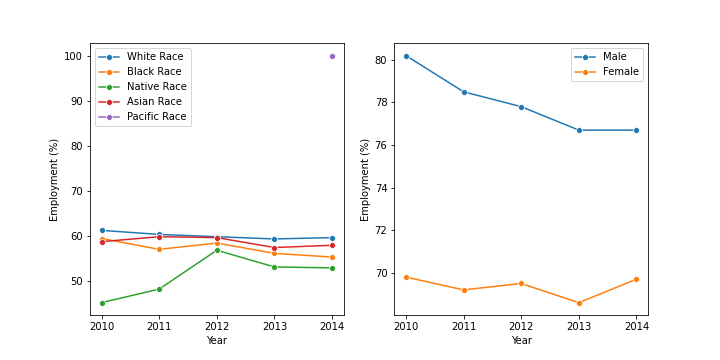 100
90
80
70
60
50
Employment (%)
2010 2011 2012 2013 2014
Year
White Race
Black Race
Native Race
Asian Race
Pacific Race
80
78
76
74
72
70
Employment (%)
2010 2011 2012 2013 2014
Year
Male
Female